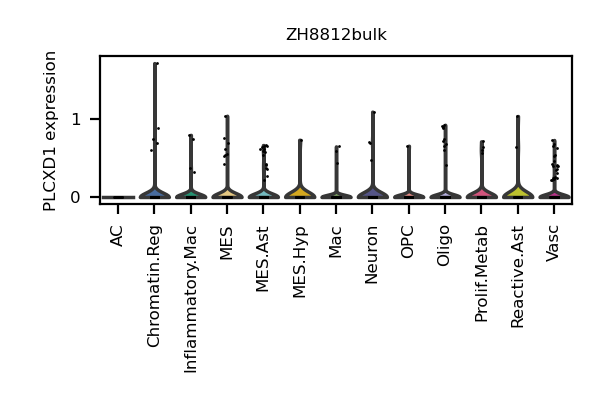 ZH8812bulk
PLCXD1 expression
1
0
AC
Chromatin.Reg
Inflammatory.Mac
MES
MES.Ast
MES.Hyp
Mac
Neuron
OPC
Oligo
Prolif.Metab
Reactive.Ast
Vasc